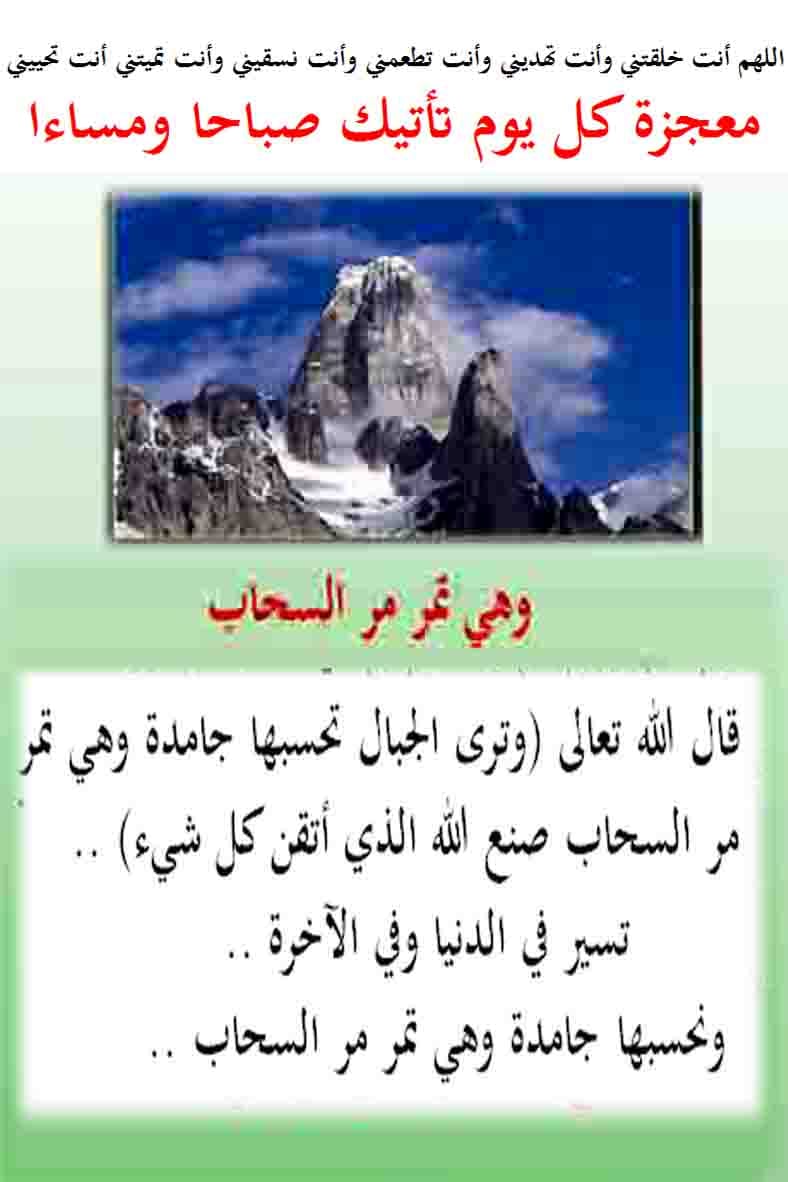 اللهم أنت خلقتني وأنت تهديني وأنت تطعمني وأنت نسقيني وأنت تميتني أنت تحييني
معجزة كل يوم تأتيك صباحا ومساءا
وهي تمر مر السحاب
قال الله تعالى (وترى الجبال تحسبها جامدة وهي تمر
مر السحاب صنع الله الذي أتقن كل شيء) ..
تسير في الدنيا وفي الآخرة ..
ونحسبها جامدة وهي تمر مر السحاب ..